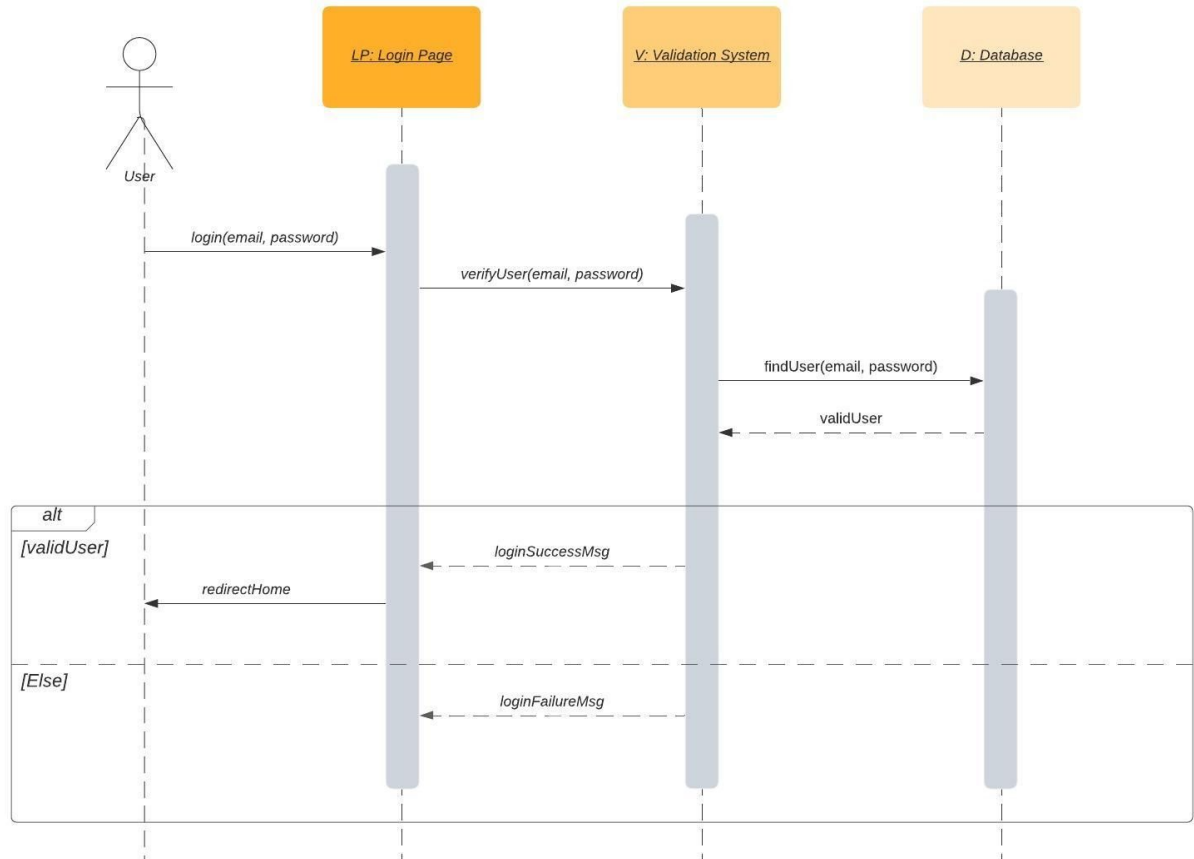 LP: Login Page
V: Validation System
D: Database
User
login(email, password)
verifyUser(email, password)
findUser(email, password)
validUser
alt
[validUser]
loginSuccessMsg
redirectHome
[Else]
loginFailureMsg